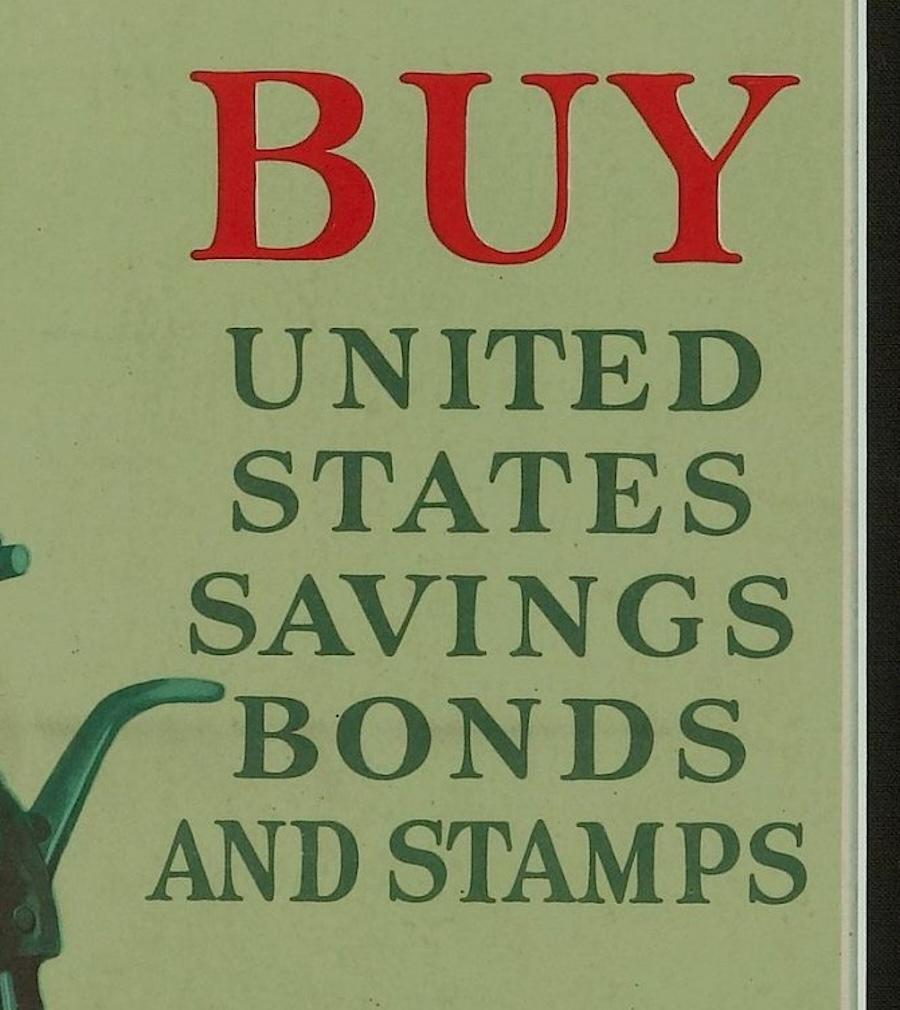 BUY
UNITED
STATES
SAVINGS
BONDS
AND STAMPS